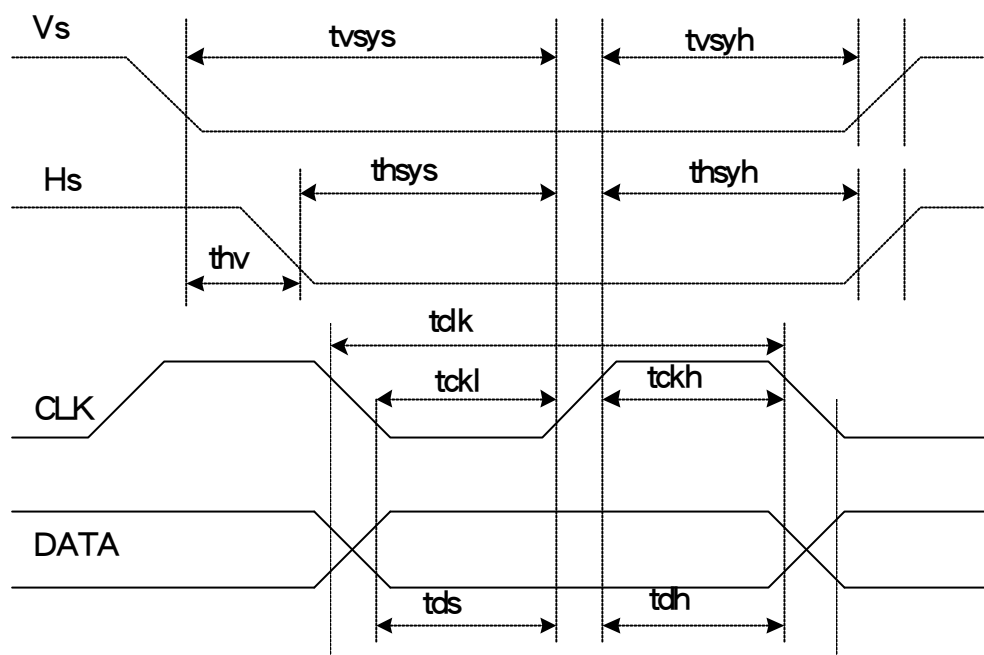 Vs
tvsys
tvsyh
Hs
thsys
thsyh
thv
tclk
tckl
tckh
CLK
DATA
tds
tdh